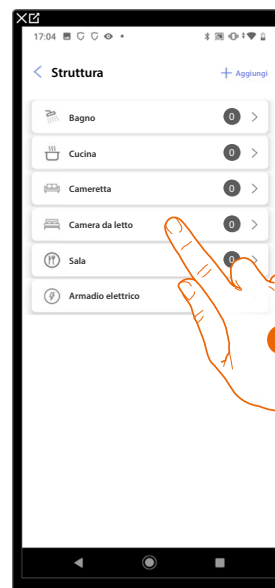 17:04
Struttura
Aggiungi
Bagno 0
Cucina 0
Cameretta 0
Camera da letto 0
Sala 0
Armadio elettrico